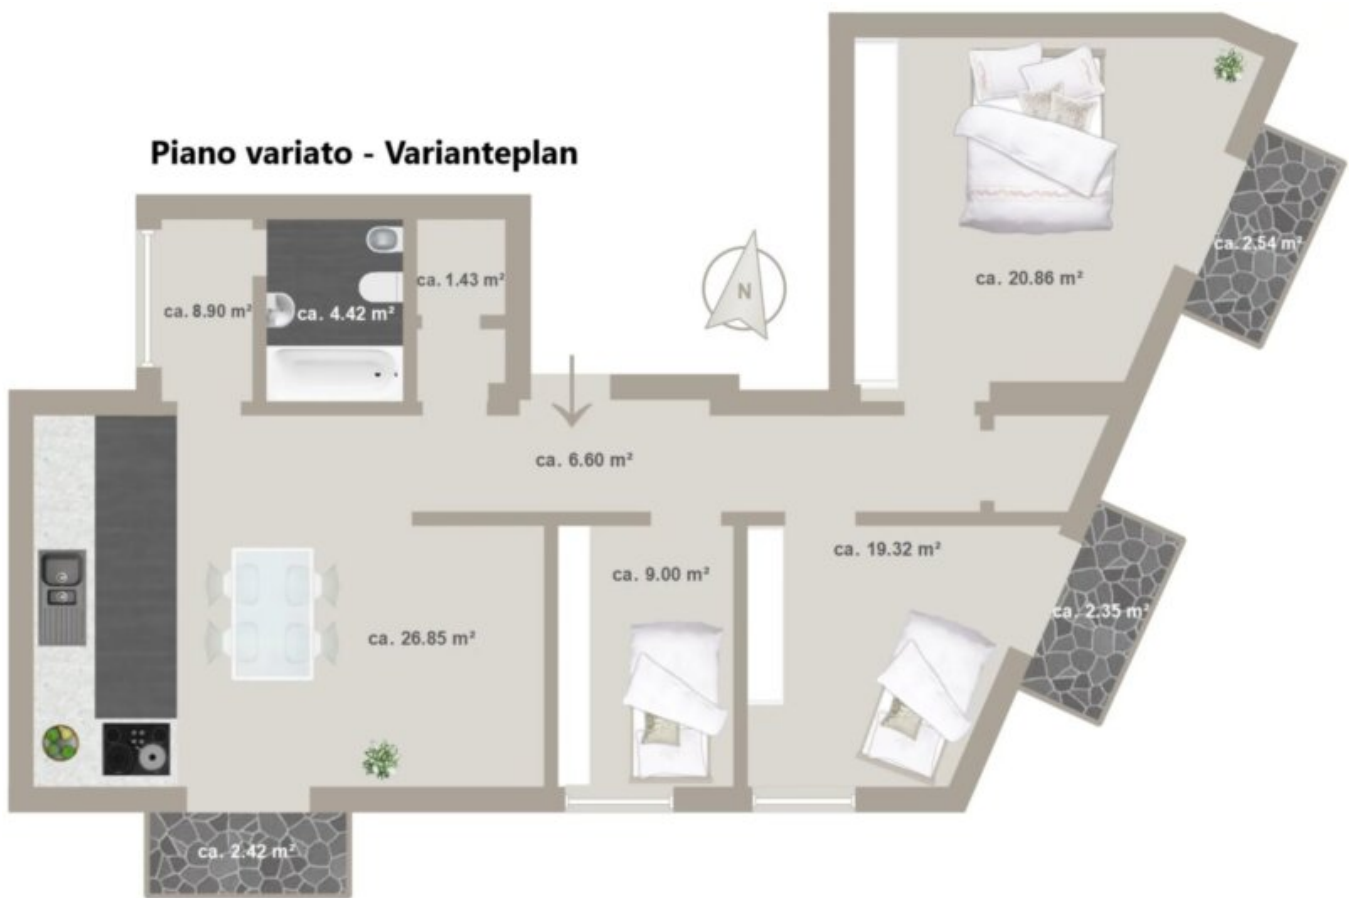 Piano variato - Varianteplan
ca. 2.54 m²
ca. 20.86 m²
ca. 1.43 m²
N
ca. 8.90 m²
ca. 4.42 m²
ca. 6.60 m²
ca. 19.32 m²
ca. 9.00 m²
ca. 2.35 m²
ca. 26.85 m²
ca. 2.42 m²